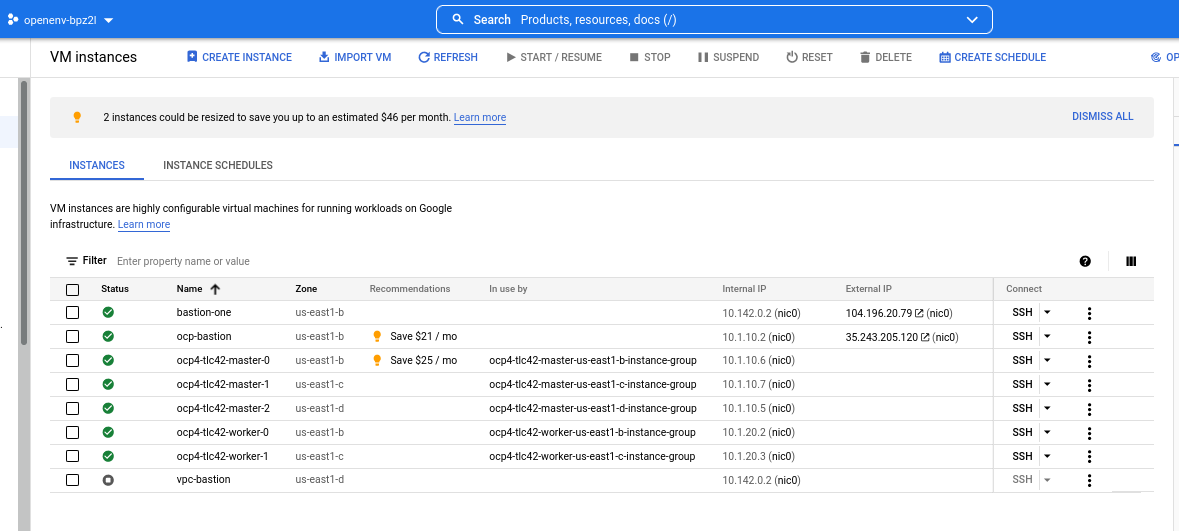 openenv-bpz2l
Search Products, resources, docs (/)
VM instances CREATE INSTANCE IMPORT VM REFRESH START / RESUME STOP SUSPEND RESET DELETE CREATE SCHEDULE OP
2 instances could be resized to save you up to an estimated $46 per month. Learn more DISMISS ALL
INSTANCES INSTANCE SCHEDULES
VM instances are highly configurable virtual machines for running workloads on Google
infrastructure. Learn more
Filter Enter property name or value
Status Name Zone Recommendations In use by Internal IP External IP Connect
bastion-one us-east1-b 10.142.0.2 (nic0) 104.196.20.79 (nic0) SSH
ocp-bastion us-east1-b Save $21 / mo 10.1.10.2 (nic0) 35.243.205.120 (nic0) SSH
ocp4-tlc42-master-0 us-east1-b Save $25 / mo ocp4-tlc42-master-us-east1-b-instance-group 10.1.10.6 (nic0) SSH
ocp4-tlc42-master-1 us-east1-c ocp4-tlc42-master-us-east1-c-instance-group 10.1.10.7 (nic0) SSH
ocp4-tlc42-master-2 us-east1-d ocp4-tlc42-master-us-east1-d-instance-group 10.1.10.5 (nic0) SSH
ocp4-tlc42-worker-0 us-east1-b ocp4-tlc42-worker-us-east1-b-instance-group 10.1.20.2 (nic0) SSH
ocp4-tlc42-worker-1 us-east1-c ocp4-tlc42-worker-us-east1-c-instance-group 10.1.20.3 (nic0) SSH
vpc-bastion us-east1-d 10.142.0.2 (nic0) SSH